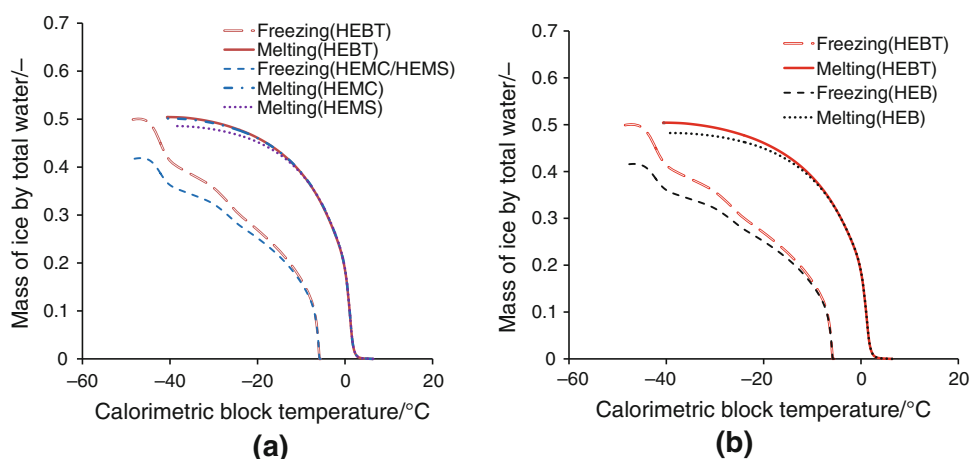 Mass of ice by total water/–
0.7
0.6
0.5
0.4
0.3
0.2
0.1
0
–60
–40
–20
0
20
Freezing(HEBT)
Melting(HEBT)
Freezing(HEMC/HEMS)
Melting(HEMC)
Melting(HEMS)
Calorimetric block temperature/°C
(a)
Mass of ice by total water/–
0.7
0.6
0.5
0.4
0.3
0.2
0.1
0
–60
–40
–20
0
20
Freezing(HEBT)
Melting(HEBT)
Freezing(HEB)
Melting(HEB)
Calorimetric block temperature/°C
(b)